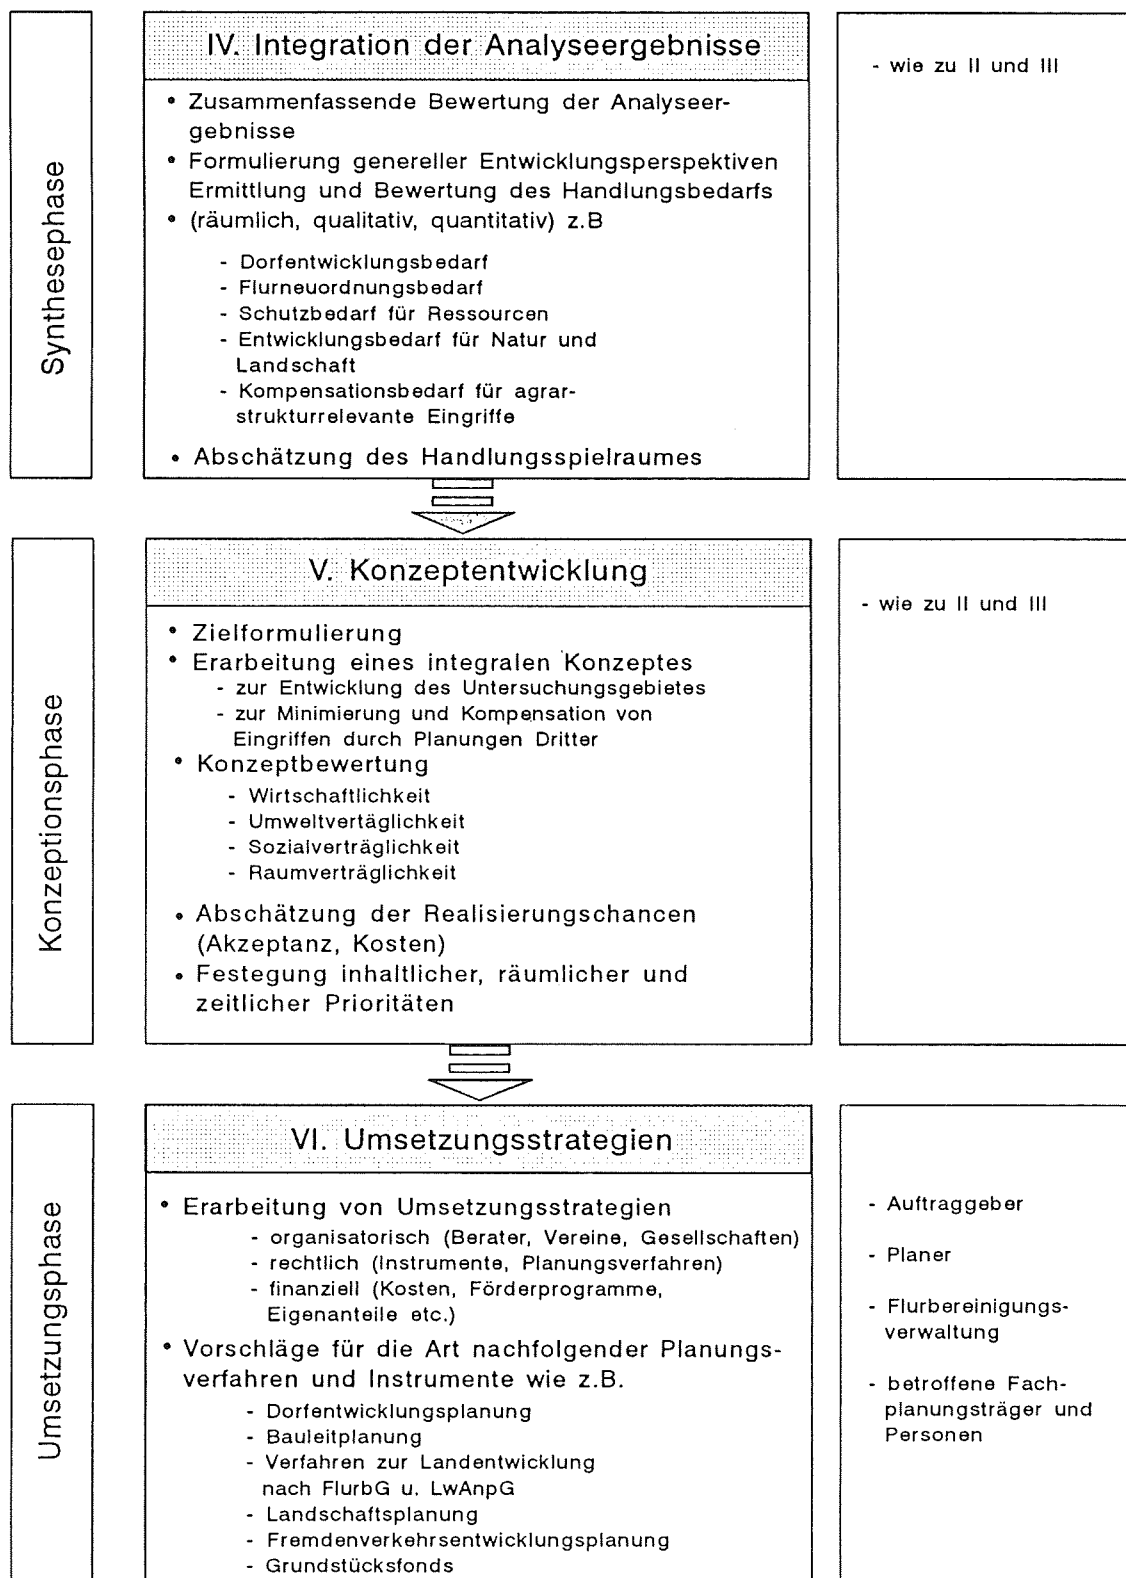 Synthesephase
IV. Integration der Analyseergebnisse
• Zusammenfassende Bewertung der Analyseer-
gebnisse
• Formulierung genereller Entwicklungsperspektiven
Ermittlung und Bewertung des Handlungsbedarfs
• (räumlich, qualitativ, quantitativ) z.B
- Dorfentwicklungsbedarf
- Flurneuordnungsbedarf
- Schutzbedarf für Ressourcen
- Entwicklungsbedarf für Natur und
Landschaft
- Kompensationsbedarf für agrar-
strukturrelevante Eingriffe
• Abschätzung des Handlungsspielraumes
- wie zu II und III
Konzeptionsphase
V. Konzeptentwicklung
• Zielformulierung
• Erarbeitung eines integralen Konzeptes
- zur Entwicklung des Untersuchungsgebietes
- zur Minimierung und Kompensation von
Eingriffen durch Planungen Dritter
• Konzeptbewertung
- Wirtschaftlichkeit
- Umweltvertäglichkeit
- Sozialverträglichkeit
- Raumverträglichkeit
• Abschätzung der Realisierungschancen
(Akzeptanz, Kosten)
• Festegung inhaltlicher, räumlicher und
zeitlicher Prioritäten
- wie zu II und III
Umsetzungsphase
VI. Umsetzungsstrategien
• Erarbeitung von Umsetzungsstrategien
- organisatorisch (Berater, Vereine, Gesellschaften)
- rechtlich (Instrumente, Planungsverfahren)
- finanziell (Kosten, Förderprogramme,
Eigenanteile etc.)
• Vorschläge für die Art nachfolgender Planungs-
verfahren und Instrumente wie z.B.
- Dorfentwicklungsplanung
- Bauleitplanung
- Verfahren zur Landentwicklung
nach FlurbG u. LwAnpG
- Landschaftsplanung
- Fremdenverkehrsentwicklungsplanung
- Grundstücksfonds
- Auftraggeber
- Planer
- Flurbereinigungs-
verwaltung
- betroffene Fach-
planungsträger und
Personen